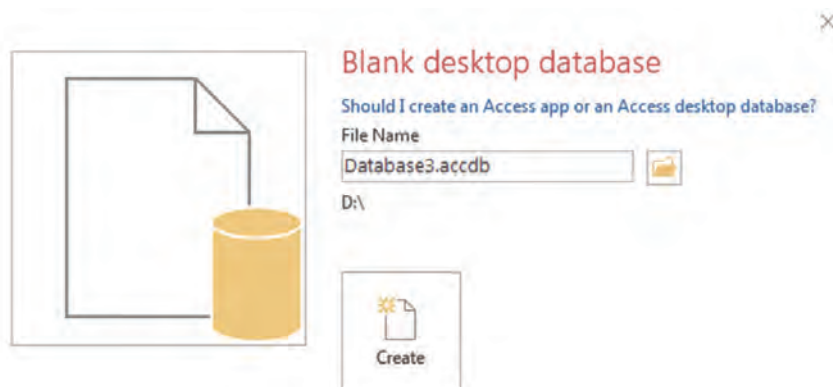 Blank desktop database
Should I create an Access app or an Access desktop database?
File Name
Database3.accdb
D:\
Create